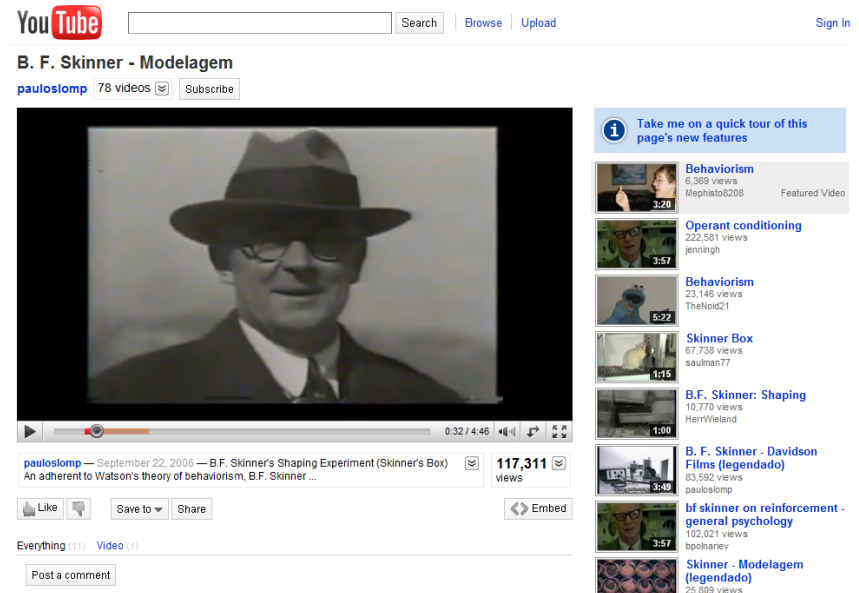 YouTube
Search
Browse
Upload
Sign In
B. F. Skinner - Modelagem
pauloslomp
78 videos
Subscribe
0:32 / 4:46
pauloslomp — September 22, 2006 — B.F. Skinner's Shaping Experiment (Skinner's Box)
An adherent to Watson's theory of behaviorism, B.F. Skinner ...
117,311
views
Like
Save to
Share
Embed
Everything (11)
Video (1)
Post a comment
Take me on a quick tour of this
page's new features
3:20
Behaviorism
6,369 views
Mephisto8208
Featured Video
3:57
Operant conditioning
222,581 views
jenningh
5:22
Behaviorism
23,146 views
TheNoid21
1:15
Skinner Box
67,738 views
saulman77
1:00
B.F. Skinner: Shaping
10,770 views
HerrWieland
3:49
B. F. Skinner - Davidson
Films (legendado)
83,592 views
pauloslomp
3:57
bf skinner on reinforcement -
general psychology
102,021 views
bpolnariev
Skinner - Modelagem
(legendado)
25,809 views